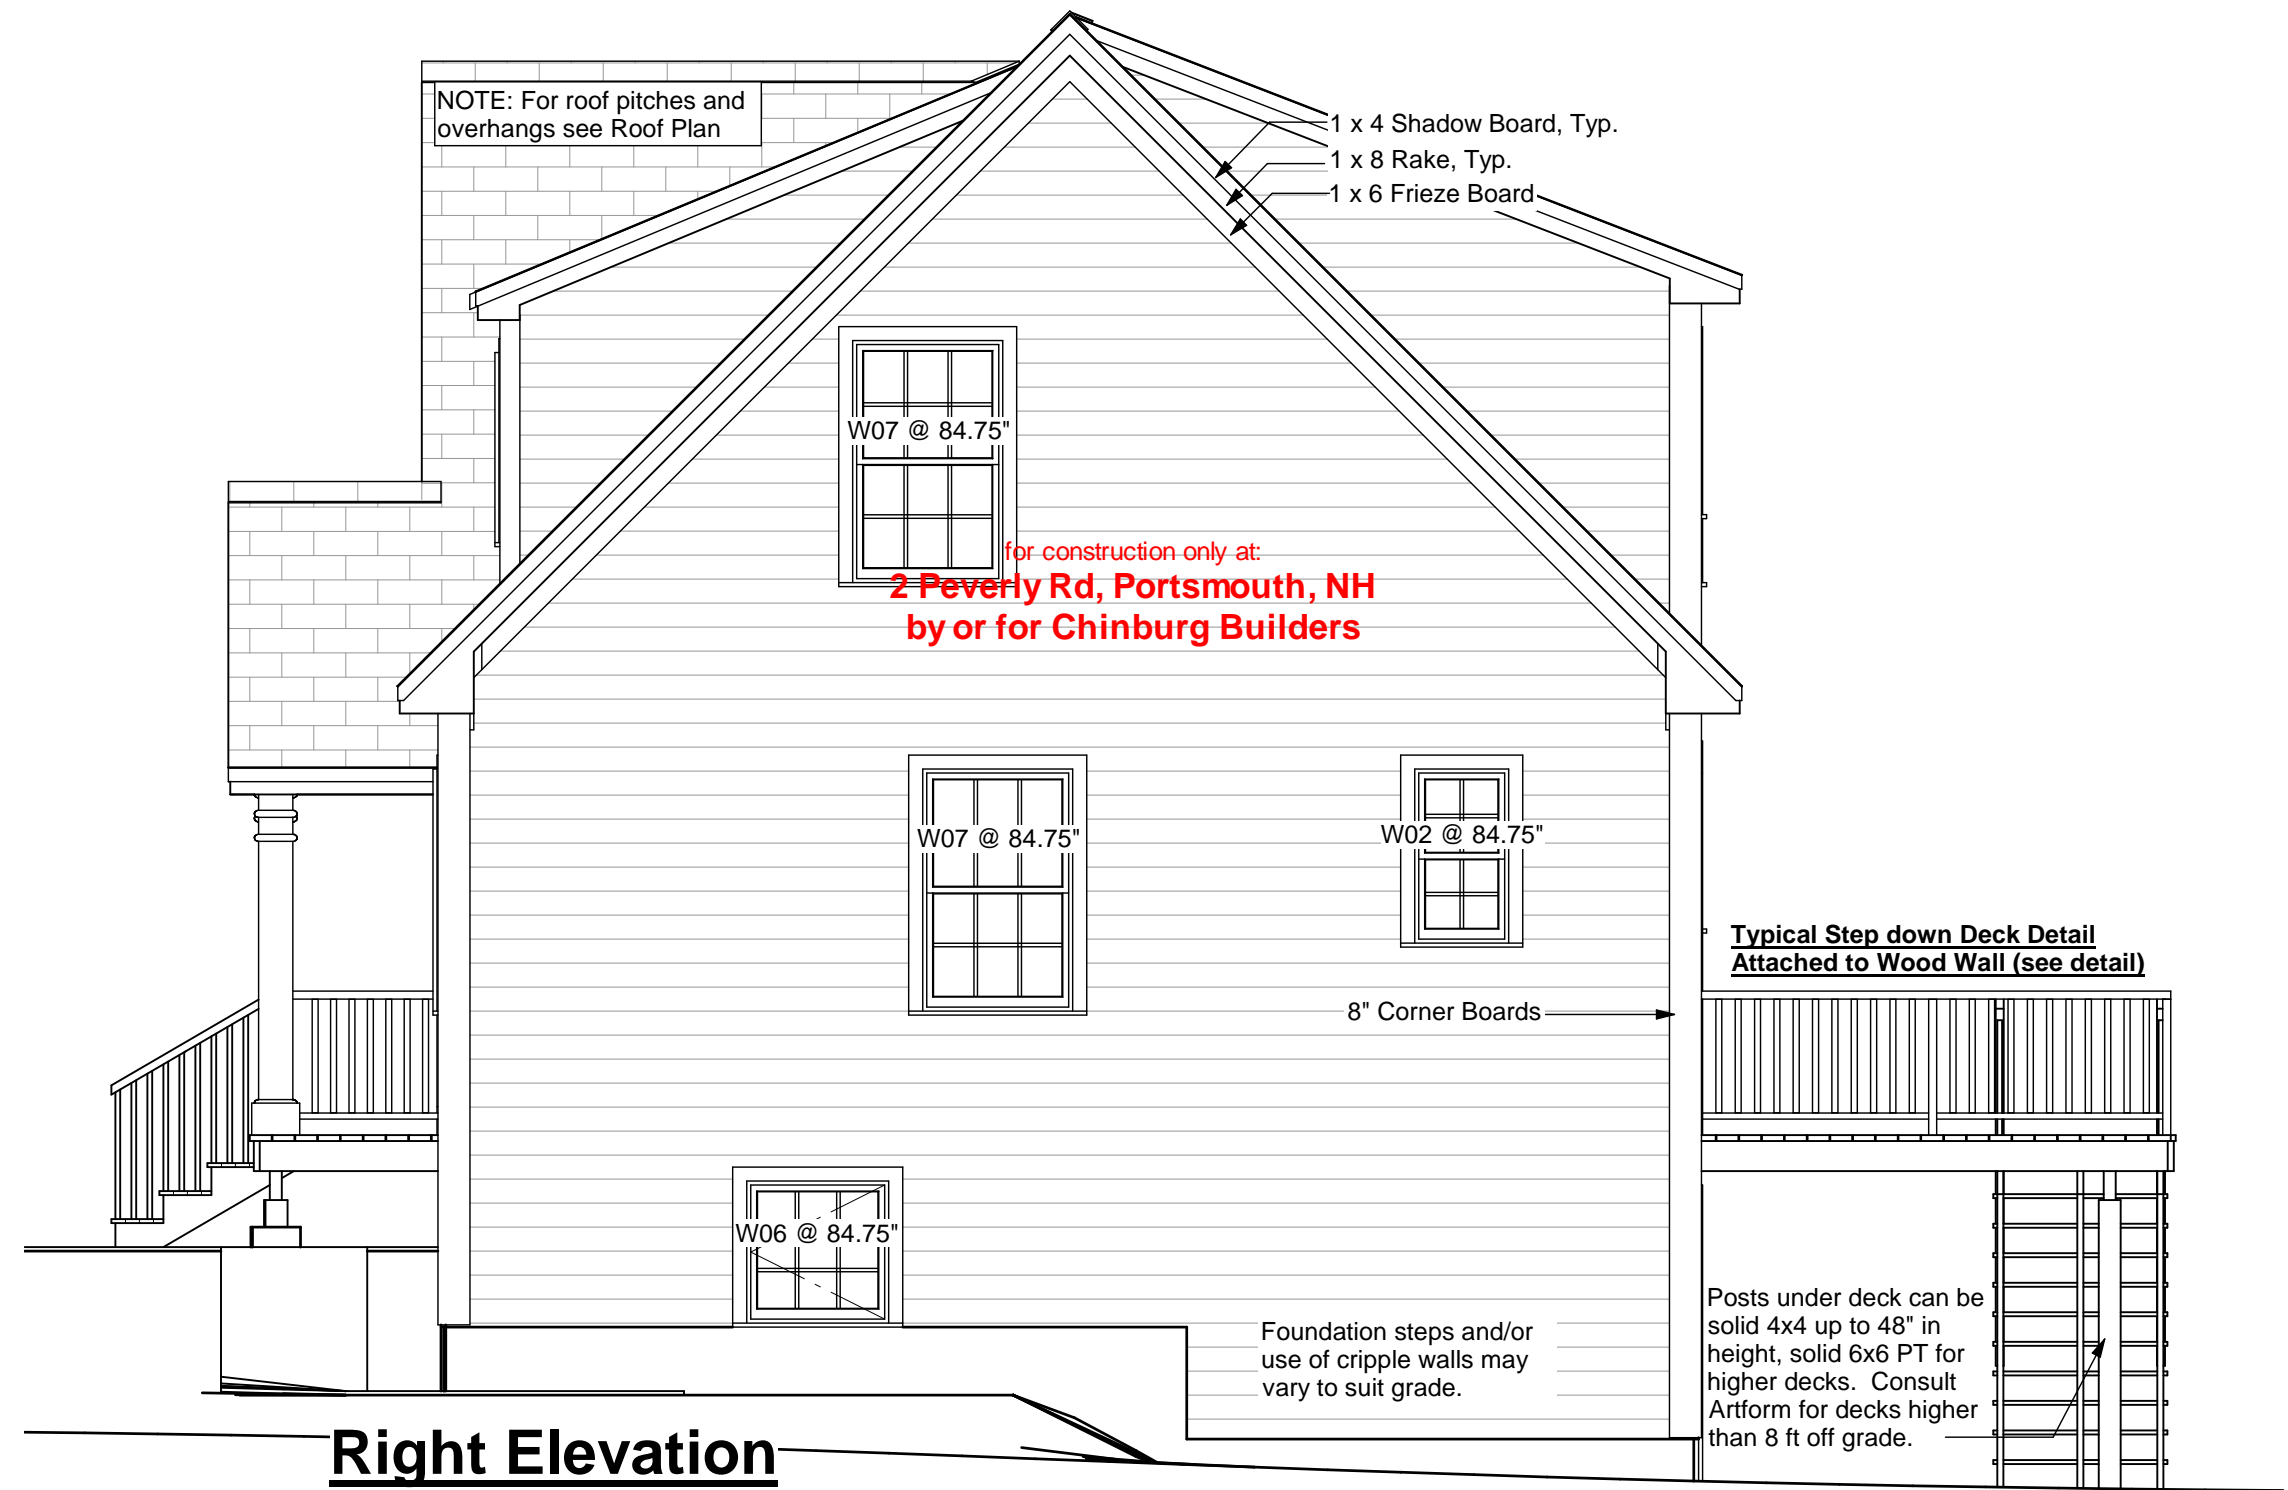 NOTE: For roof pitches and
overhangs see Roof Plan
1 x 4 Shadow Board, Typ.
1 x 8 Rake, Typ.
1 x 6 Frieze Board
W07 @ 84.75"
for construction only at:
2 Peverly Rd, Portsmouth, NH
by or for Chinburg Builders
W07 @ 84.75"
W02 @ 84.75"
Typical Step down Deck Detail
Attached to Wood Wall (see detail)
8" Corner Boards
W06 @ 84.75"
Foundation steps and/or
use of cripple walls may
vary to suit grade.
Posts under deck can be
solid 4x4 up to 48" in
height, solid 6x6 PT for
higher decks. Consult
Artform for decks higher
than 8 ft off grade.
Right Elevation